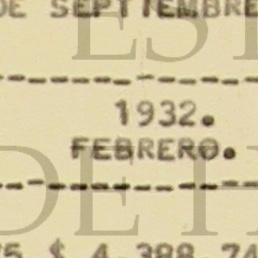 DE SEPTIEMBRE
1932.
FEBRERO.
$ 4.388.74